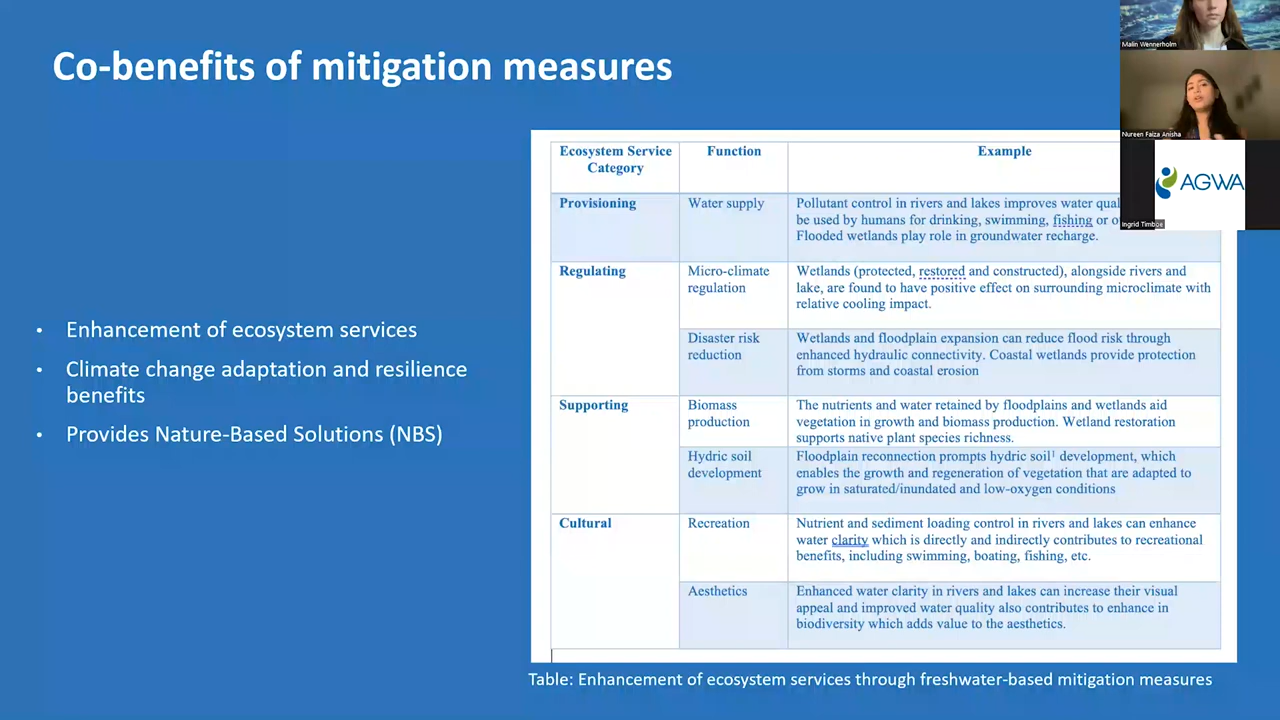 Co-benefits of mitigation measures
Malin Wennerholm
Nureen Faiza Anisha
AGWA
Ingrid Timboe
• Enhancement of ecosystem services
• Climate change adaptation and resilience
benefits
• Provides Nature-Based Solutions (NBS)
Ecosystem Service
Category
Function
Example
Provisioning
Water supply
Pollutant control in rivers and lakes improves water
be used by humans for drinking, swimming, fishing or
Flooded wetlands play role in groundwater recharge.
Regulating
Micro-climate
regulation
Wetlands (protected, restored and constructed), alongside rivers and
lake, are found to have positive effect on surrounding microclimate with
relative cooling impact.
Disaster risk
reduction
Wetlands and floodplain expansion can reduce flood risk through
enhanced hydraulic connectivity. Coastal wetlands provide protection
from storms and coastal erosion
Supporting
Biomass
production
The nutrients and water retained by floodplains and wetlands aid
vegetation in growth and biomass production. Wetland restoration
supports native plant species richness.
Hydric soil
development
Floodplain reconnection prompts hydric soil¹ development, which
enables the growth and regeneration of vegetation that are adapted to
grow in saturated/inundated and low-oxygen conditions
Cultural
Recreation
Nutrient and sediment loading control in rivers and lakes can enhance
water clarity which is directly and indirectly contributes to recreational
benefits, including swimming, boating, fishing, etc.
Aesthetics
Enhanced water clarity in rivers and lakes can increase their visual
appeal and improved water quality also contributes to enhance in
biodiversity which adds value to the aesthetics.
Table: Enhancement of ecosystem services through freshwater-based mitigation measures